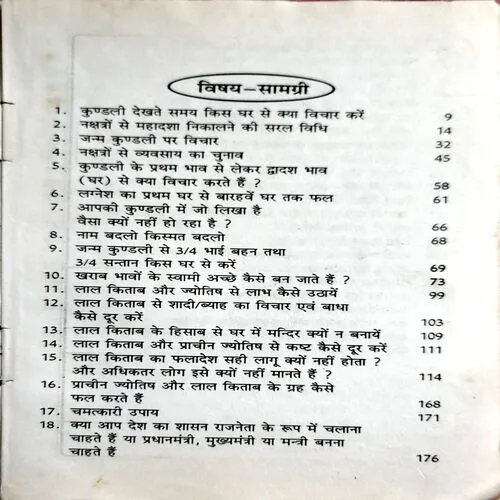 विषय – सामग्री
1. कुण्डली देखते समय किस घर से क्या विचार करें 9
2. नक्षत्रों से महादशा निकालने की सरल विधि 14
3. जन्म कुण्डली पर विचार 32
4. नक्षत्रों से व्यवसाय का चुनाव 45
5. कुण्डली के प्रथम भाव से लेकर द्वादश भाव
(घर) से क्या विचार करते हैं ? 58
6. लग्नेश का प्रथम घर से बारहवें घर तक फल 61
7. आपकी कुण्डली में जो लिखा है
वैसा क्यों नहीं हो रहा है ? 66
8. नाम बदलो किस्मत बदलो 68
9. जन्म कुण्डली से 3/4 भाई बहन तथा
3/4 सन्तान किस घर से करें 69
10. खराब भावों के स्वामी अच्छे कैसे बन जाते हैं ? 73
11. लाल किताब और ज्योतिष से लाभ कैसे उठायें 99
12. लाल किताब से शादी/ब्याह का विचार एवं बाधा
कैसे दूर करें 103
13. लाल किताब के हिसाब से घर में मन्दिर क्यों न बनायें 109
14. लाल किताब और प्राचीन ज्योतिष से कष्ट कैसे दूर करें 111
15. लाल किताब का फलादेश सही लागू क्यों नहीं होता ?
और अधिकतर लोग इसे क्यों नहीं मानते हैं ? 114
16. प्राचीन ज्योतिष और लाल किताब के ग्रह कैसे
फल करते हैं 168
17. चमत्कारी उपाय 171
18. क्या आप देश का शासन राजनेता के रूप में चलाना
चाहते हैं या प्रधानमंत्री, मुख्यमंत्री या मन्त्री बनना
चाहते हैं 176